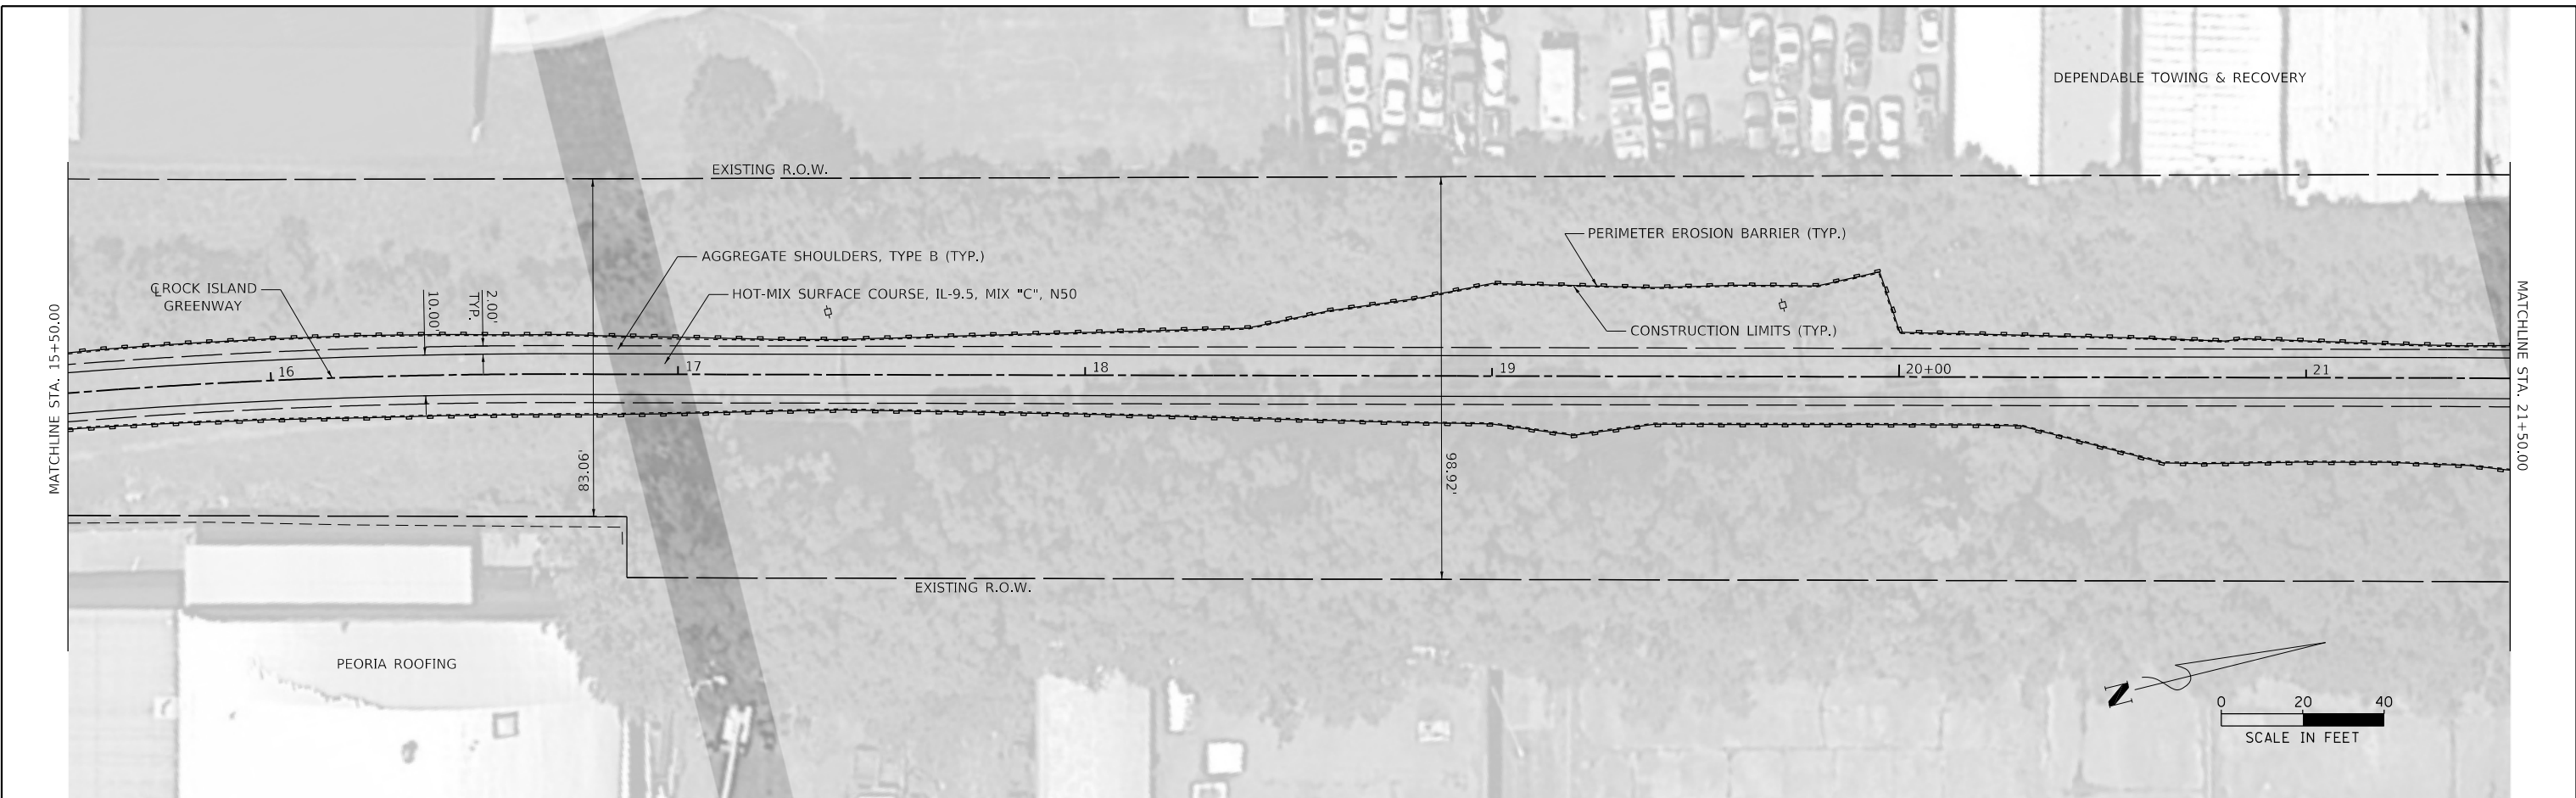 DEPENDABLE TOWING & RECOVERY
EXISTING R.O.W.
PERIMETER EROSION BARRIER (TYP.)
AGGREGATE SHOULDERS, TYPE B (TYP.)
℄ ROCK ISLAND
GREENWAY
10.00'
2.00'
TYP.
HOT-MIX SURFACE COURSE, IL-9.5, MIX "C", N50
CONSTRUCTION LIMITS (TYP.)
MATCHLINE STA. 15+50.00
MATCHLINE STA. 21+50.00
16
17
18
19
20+00
21
83.06'
98.92'
EXISTING R.O.W.
PEORIA ROOFING
N
0 20 40
SCALE IN FEET